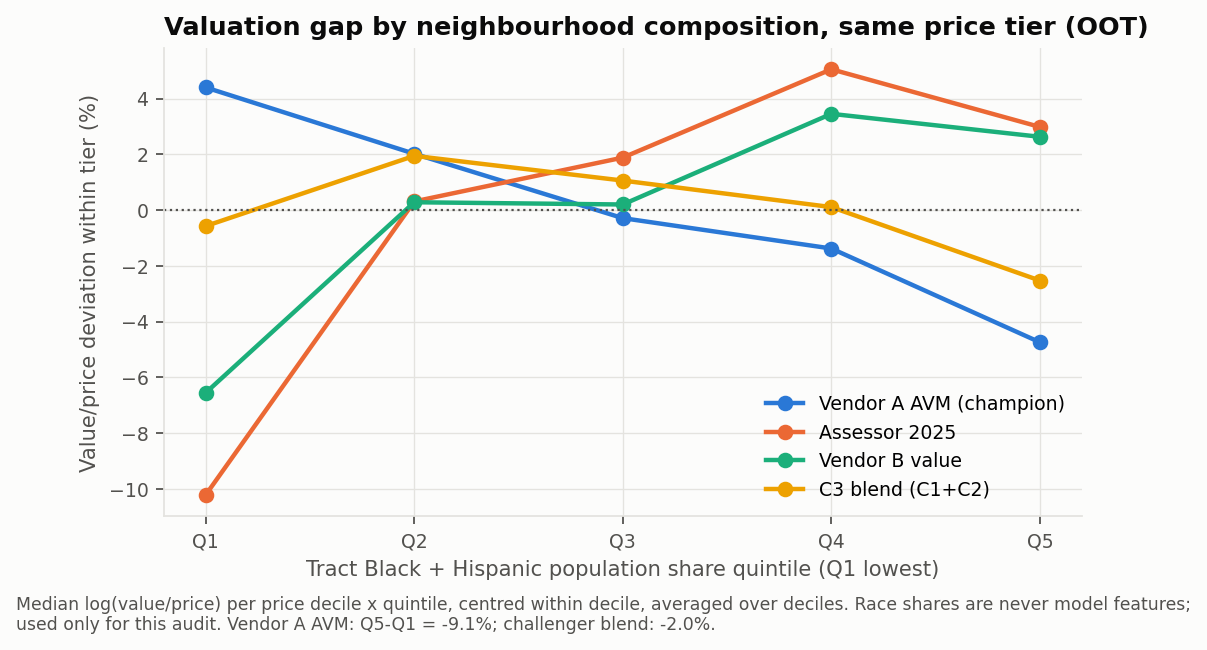 Valuation gap by neighbourhood composition, same price tier (OOT)
Value/price deviation within tier (%)
4
2
0
−2
−4
−6
−8
−10
Vendor A AVM (champion)
Assessor 2025
Vendor B value
C3 blend (C1+C2)
Q1 Q2 Q3 Q4 Q5
Tract Black + Hispanic population share quintile (Q1 lowest)
Median log(value/price) per price decile x quintile, centred within decile, averaged over deciles. Race shares are never model features;
used only for this audit. Vendor A AVM: Q5-Q1 = -9.1%; challenger blend: -2.0%.